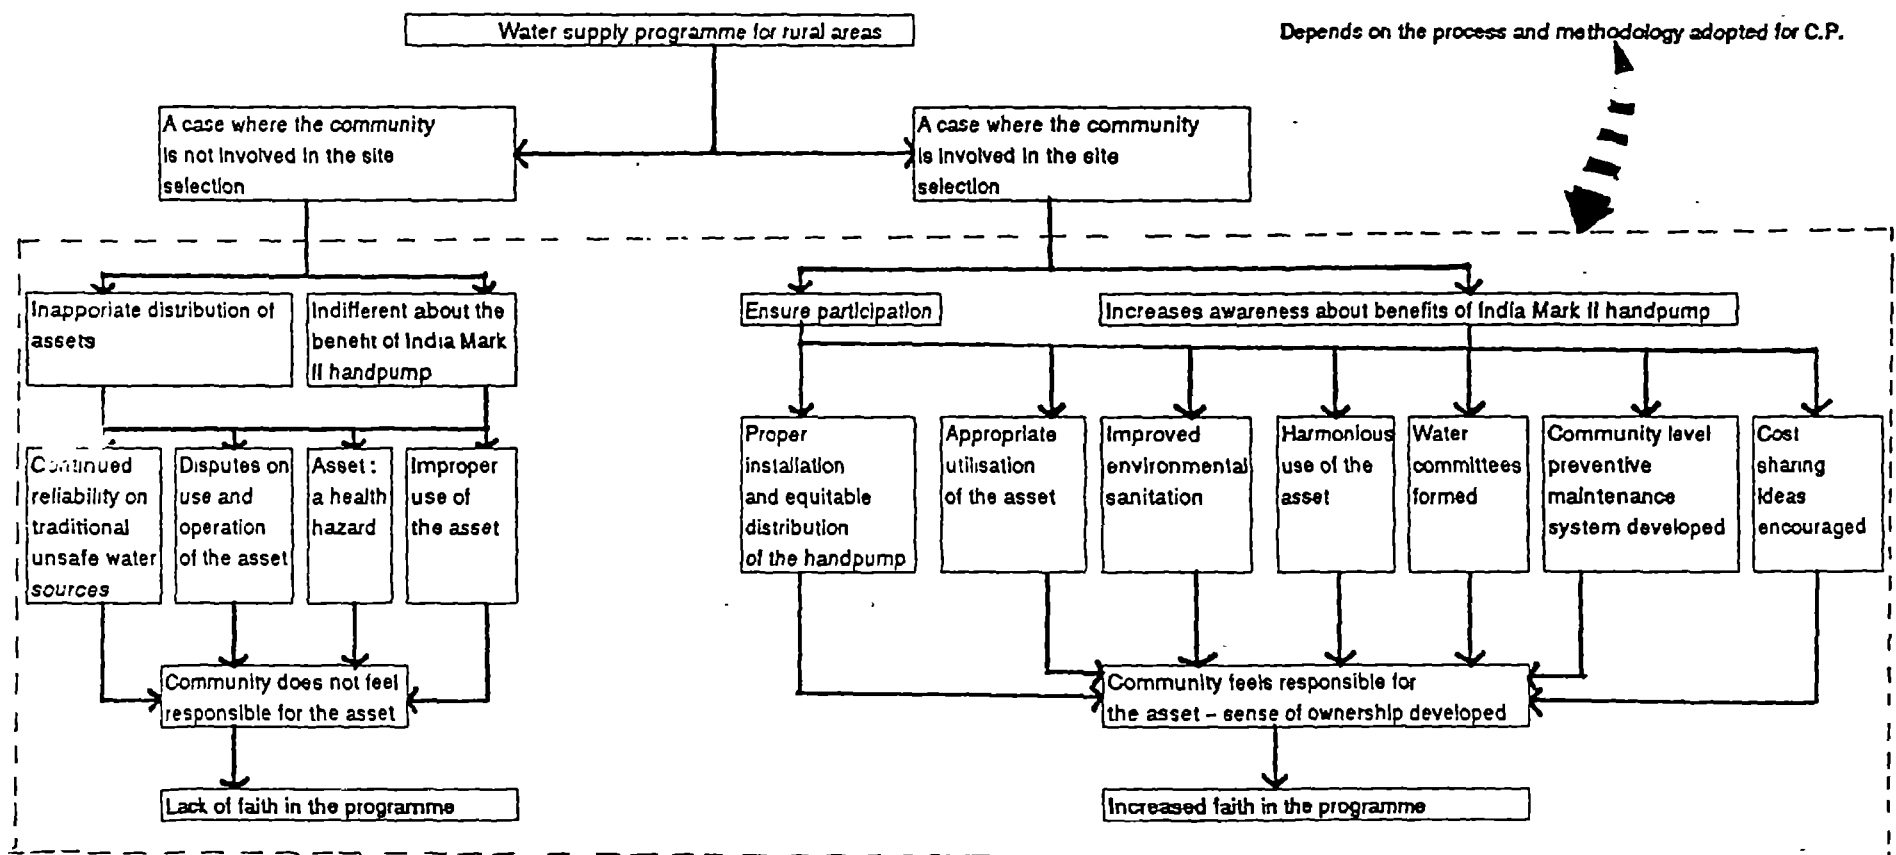 Water supply programme for rural areas
Depends on the process and methodology adopted for C.P.
A case where the community
is not involved in the site
selection
A case where the community
is involved in the site
selection
Inapporiate distribution of
assets
Indifferent about the
benefit of India Mark
II handpump
Ensure participation
Increases awareness about benefits of India Mark II handpump
Continued
reliability on
traditional
unsafe water
sources
Disputes on
use and
operation
of the asset
Asset :
a health
hazard
Improper
use of
the asset
Proper
installation
and equitable
distribution
of the handpump
Appropriate
utilisation
of the asset
Improved
environmental
sanitation
Harmonious
use of the
asset
Water
committees
formed
Community level
preventive
maintenance
system developed
Cost
sharing
ideas
encouraged
Community does not feel
responsible for the asset
Community feels responsible for
the asset – sense of ownership developed
Lack of faith in the programme
Increased faith in the programme